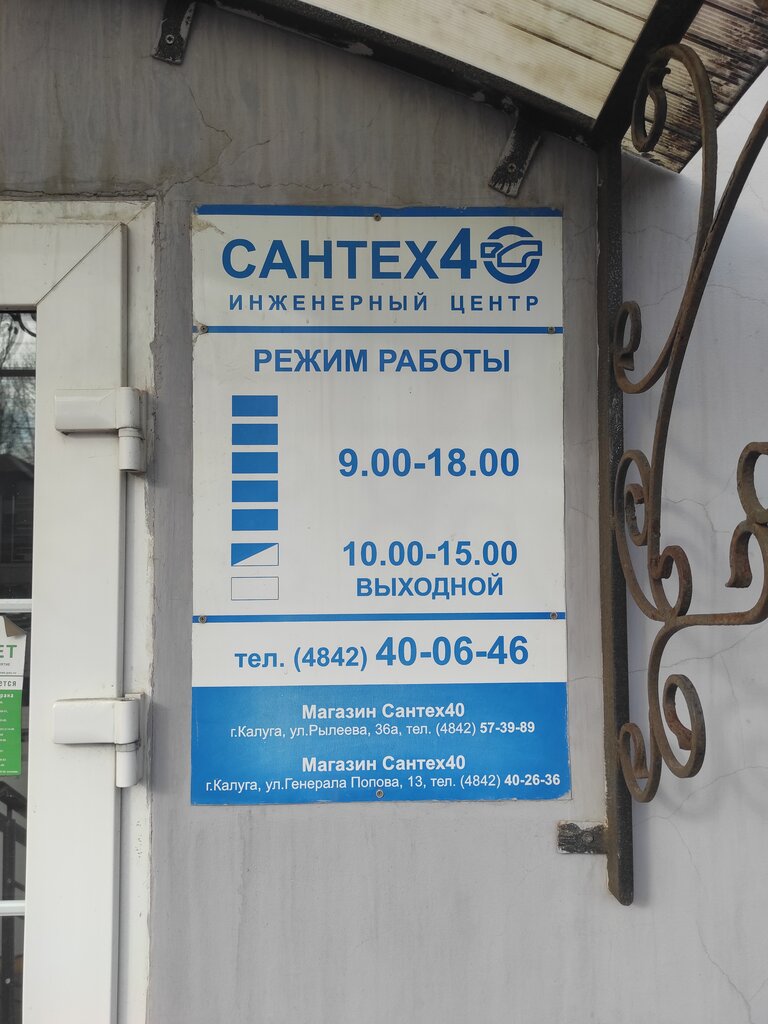 САНТЕХ40
ИНЖЕНЕРНЫЙ ЦЕНТР
РЕЖИМ РАБОТЫ
9.00-18.00
10.00-15.00
ВЫХОДНОЙ
тел. (4842) 40-06-46
Магазин Сантех40
г.Калуга, ул.Рылеева, 36а, тел. (4842) 57-39-89
Магазин Сантех40
г.Калуга, ул.Генерала Попова, 13, тел. (4842) 40-26-36